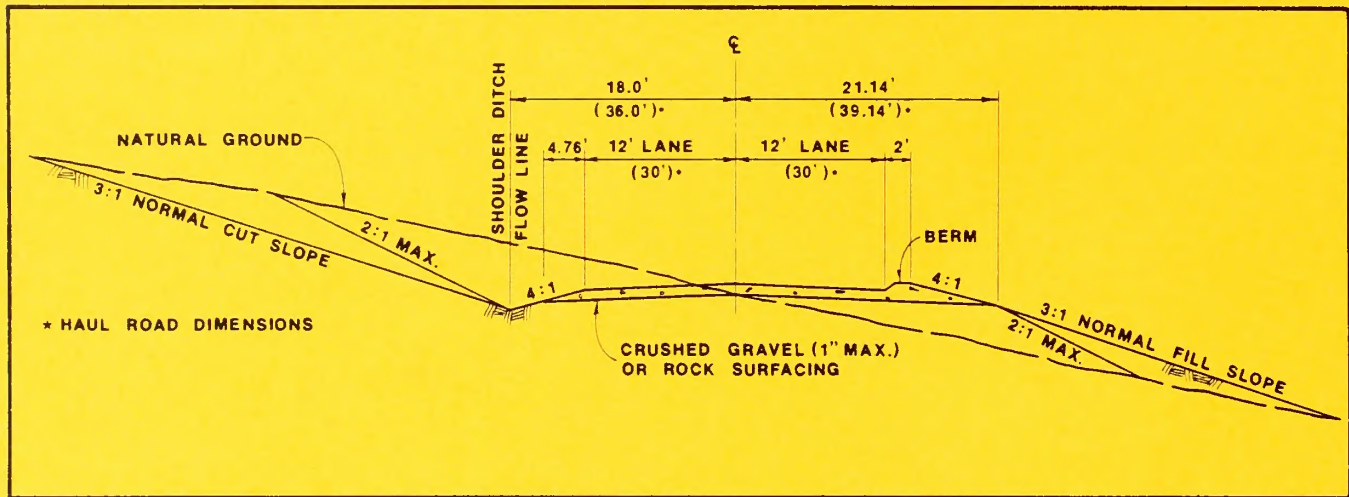 ℄
18.0'
21.14'
(36.0')*
(39.14')*
SHOULDER DITCH
FLOW LINE
4.76'
12' LANE
12' LANE
2'
(30')*
(30')*
NATURAL GROUND
3:1 NORMAL CUT SLOPE
2:1 MAX.
BERM
4:1
4:1
★ HAUL ROAD DIMENSIONS
3:1 NORMAL FILL SLOPE
2:1 MAX.
CRUSHED GRAVEL (1" MAX.)
OR ROCK SURFACING